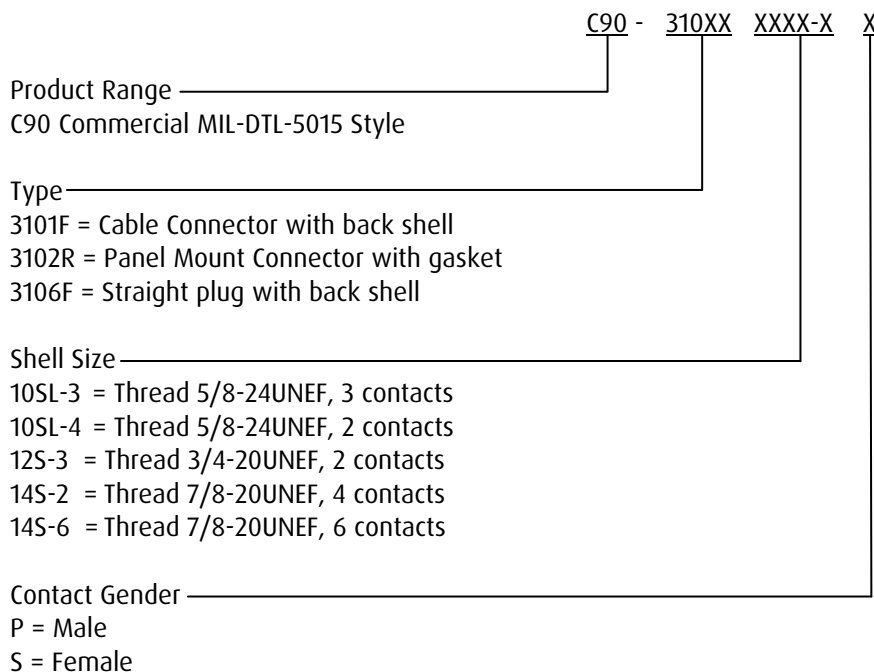 C90 - 310XX XXXX-X X
Product Range
C90 Commercial MIL-DTL-5015 Style
Type
3101F = Cable Connector with back shell
3102R = Panel Mount Connector with gasket
3106F = Straight plug with back shell
Shell Size
10SL-3 = Thread 5/8-24UNEF, 3 contacts
10SL-4 = Thread 5/8-24UNEF, 2 contacts
12S-3 = Thread 3/4-20UNEF, 2 contacts
14S-2 = Thread 7/8-20UNEF, 4 contacts
14S-6 = Thread 7/8-20UNEF, 6 contacts
Contact Gender
P = Male
S = Female